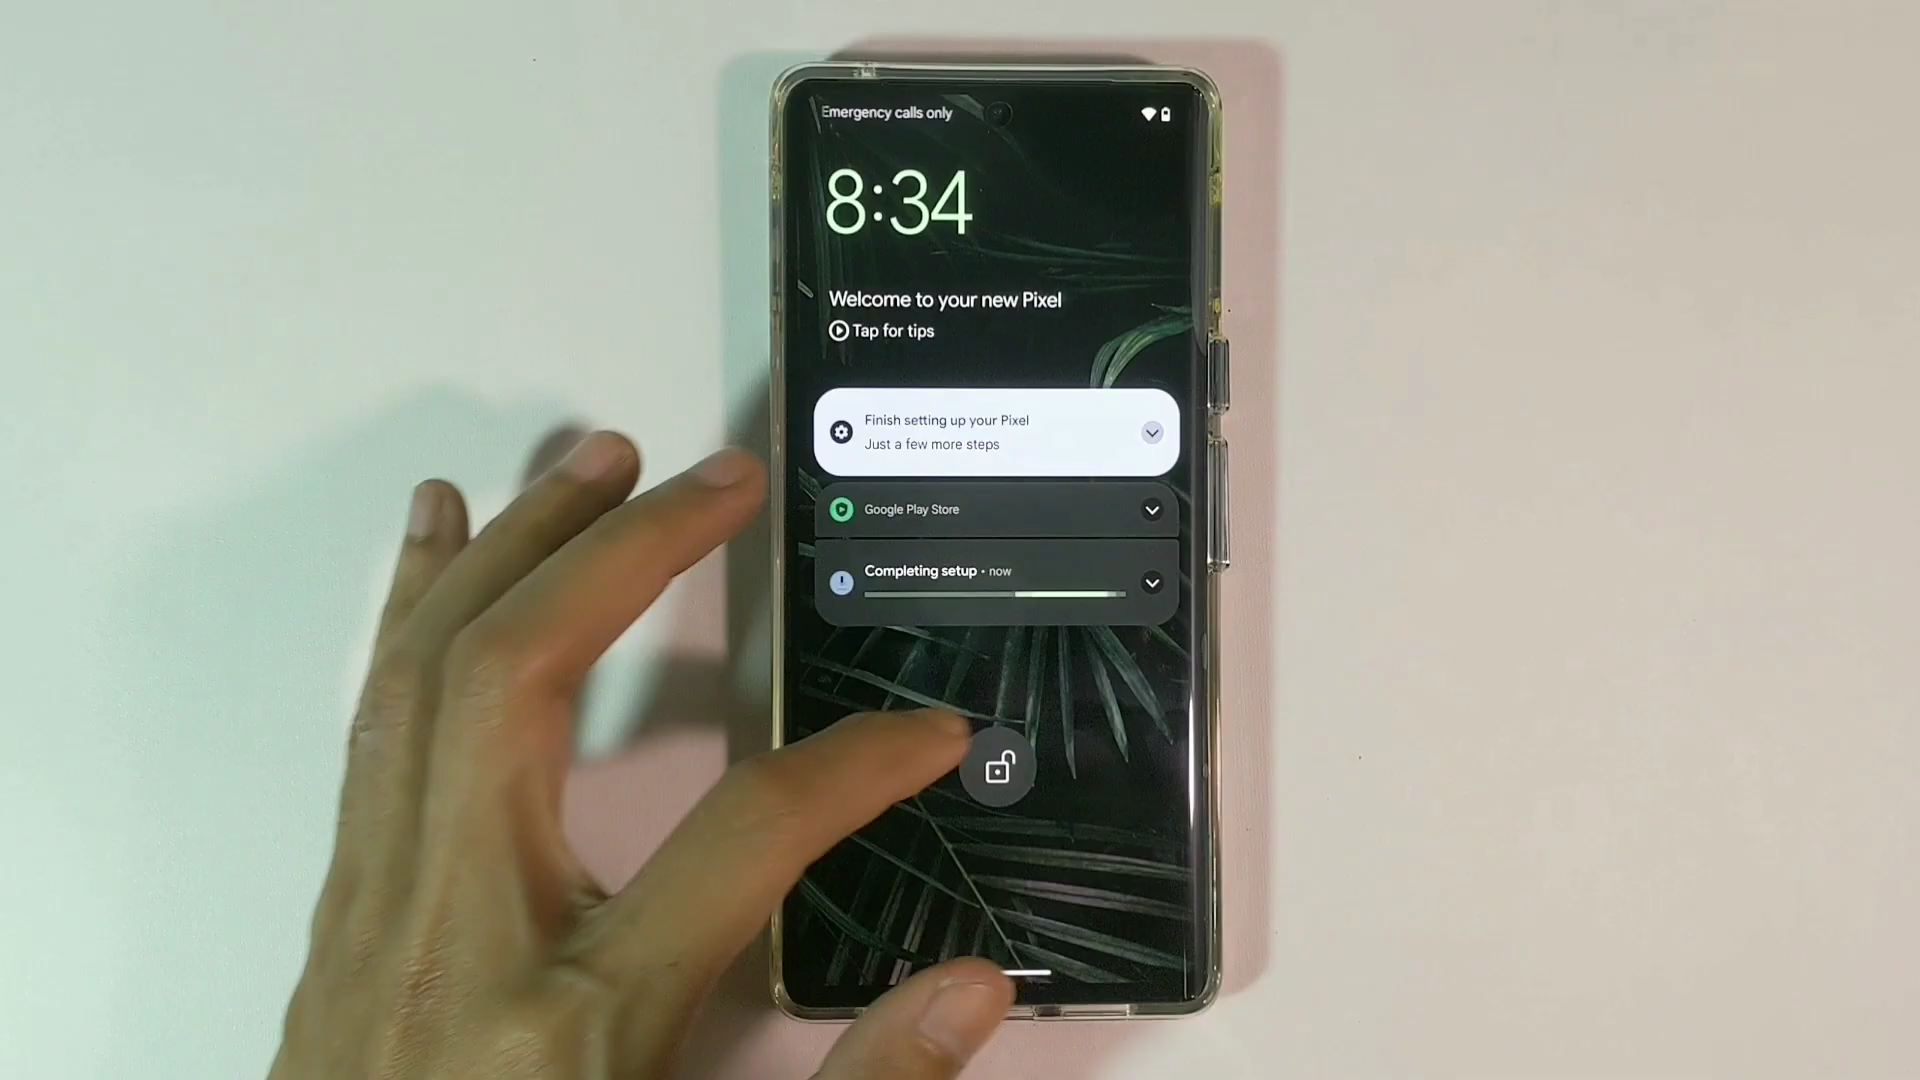 Emergency calls only
8:34
Welcome to your new Pixel
Tap for tips
Finish setting up your Pixel
Just a few more steps
Google Play Store
Completing setup • now